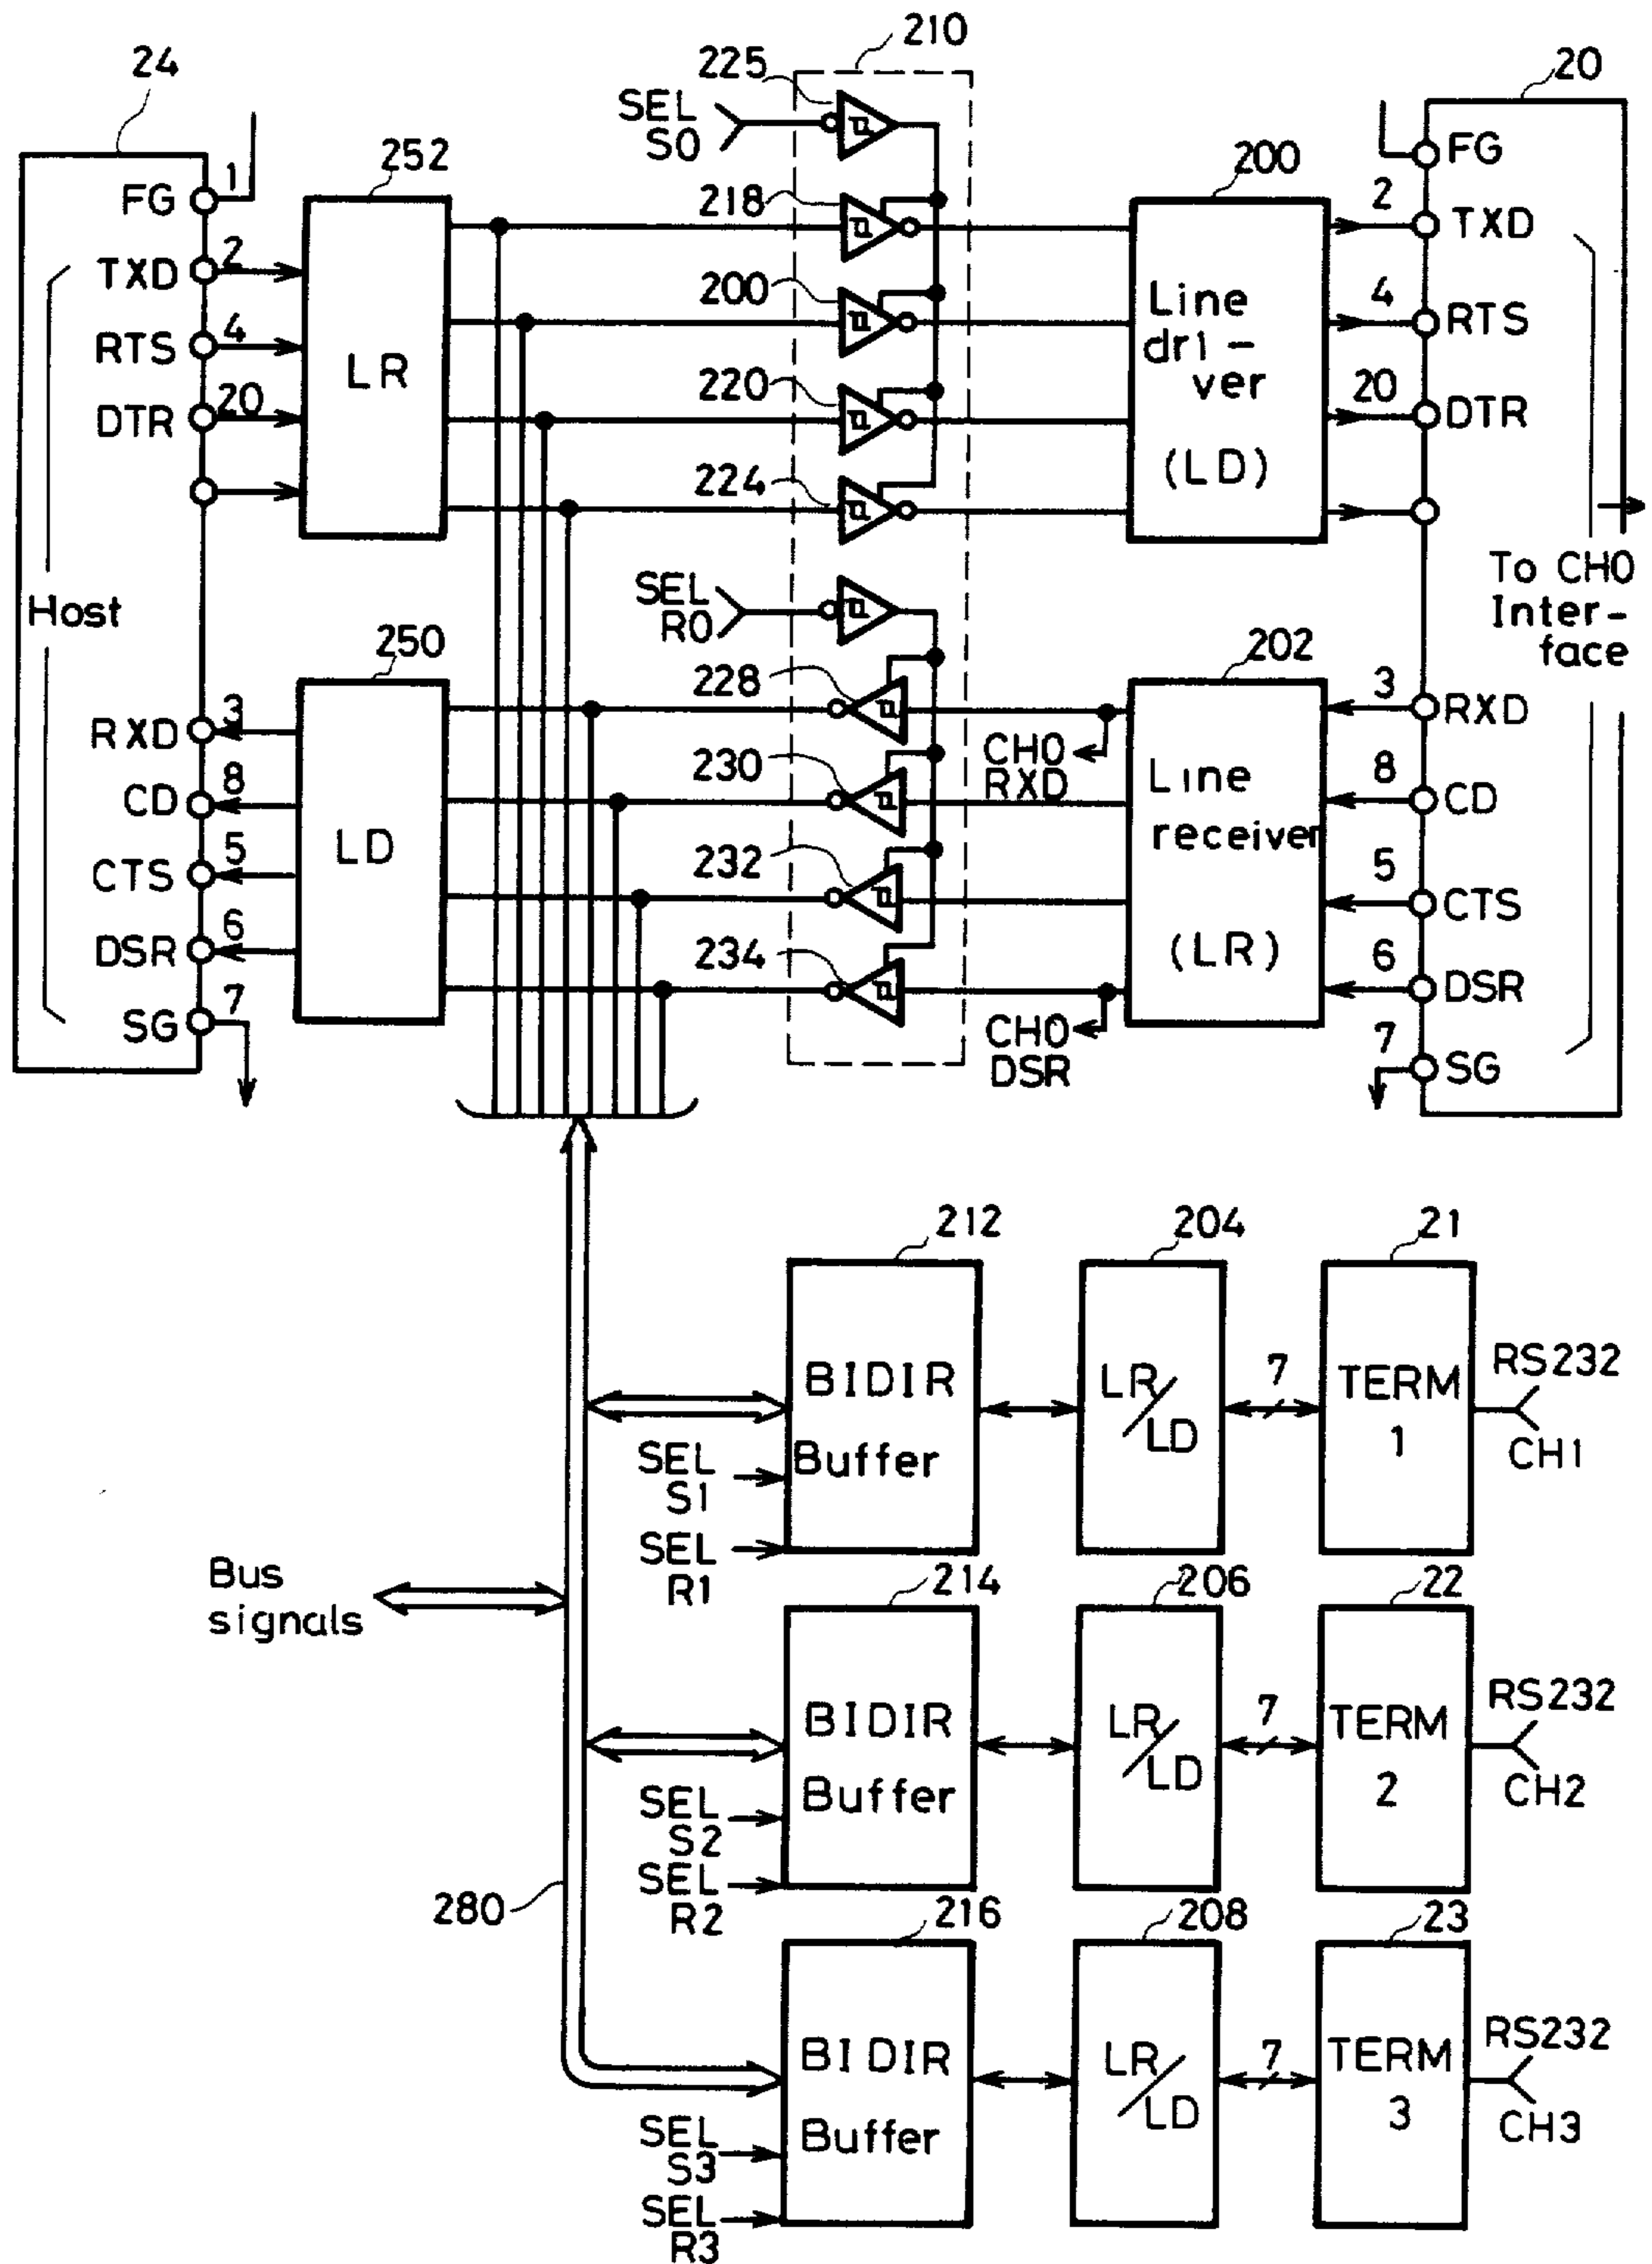 24
225
210
20
SEL
S0
FG
1
252
218
200
2
FG
TXD
TXD
2
200
4
RTS
RTS
4
LR
220
Line
dri-
ver
(LD)
20
DTR
DTR
20
224
Host
SEL
R0
To CH0
Inter-
face
250
228
202
3
RXD
RXD
3
CH0
RXD
230
8
CD
CD
8
LD
Line
receiver
(LR)
232
5
CTS
CTS
5
234
6
DSR
DSR
6
CH0
DSR
7
SG
SG
7
212
204
21
BIDIR
Buffer
LR/LD
7
TERM
1
RS232
CH1
SEL
S1
SEL
R1
Bus
signals
214
206
22
BIDIR
Buffer
LR/LD
7
TERM
2
RS232
CH2
SEL
S2
SEL
R2
280
216
208
23
BIDIR
Buffer
LR/LD
7
TERM
3
RS232
CH3
SEL
S3
SEL
R3